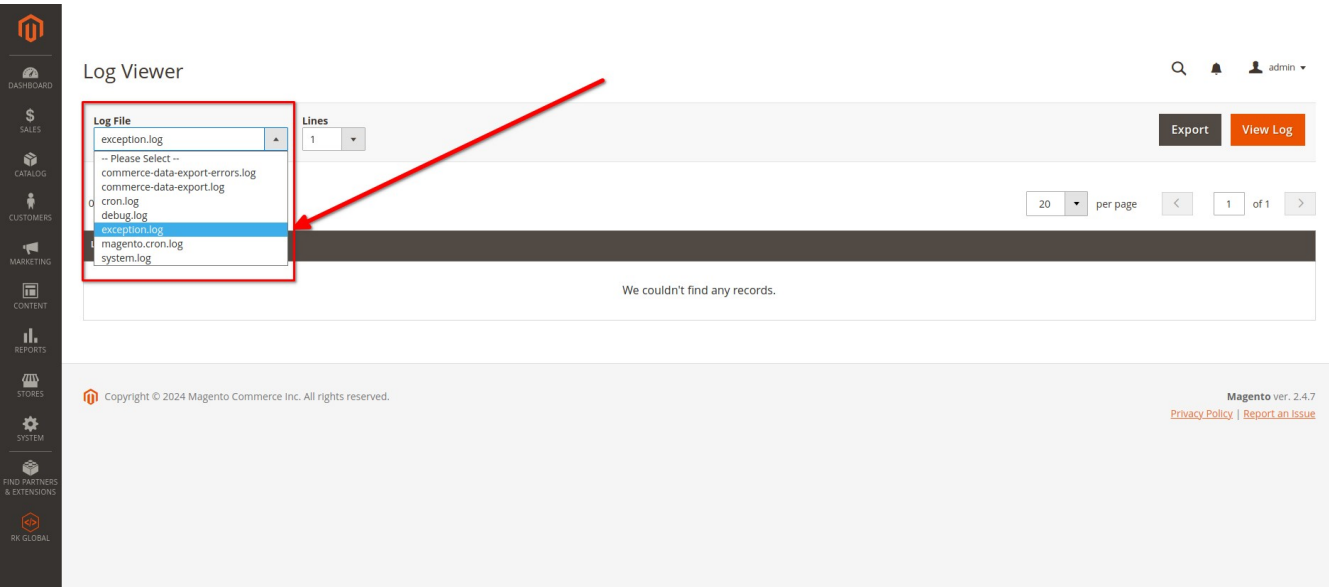 DASHBOARD
SALES
CATALOG
CUSTOMERS
MARKETING
CONTENT
REPORTS
STORES
SYSTEM
FIND PARTNERS
& EXTENSIONS
RK GLOBAL
Log Viewer
admin
Log File
Lines
exception.log
1
Export
View Log
-- Please Select --
commerce-data-export-errors.log
commerce-data-export.log
cron.log
debug.log
exception.log
magento.cron.log
system.log
20
per page
1
of 1
We couldn't find any records.
Copyright © 2024 Magento Commerce Inc. All rights reserved.
Magento ver. 2.4.7
Privacy Policy | Report an Issue